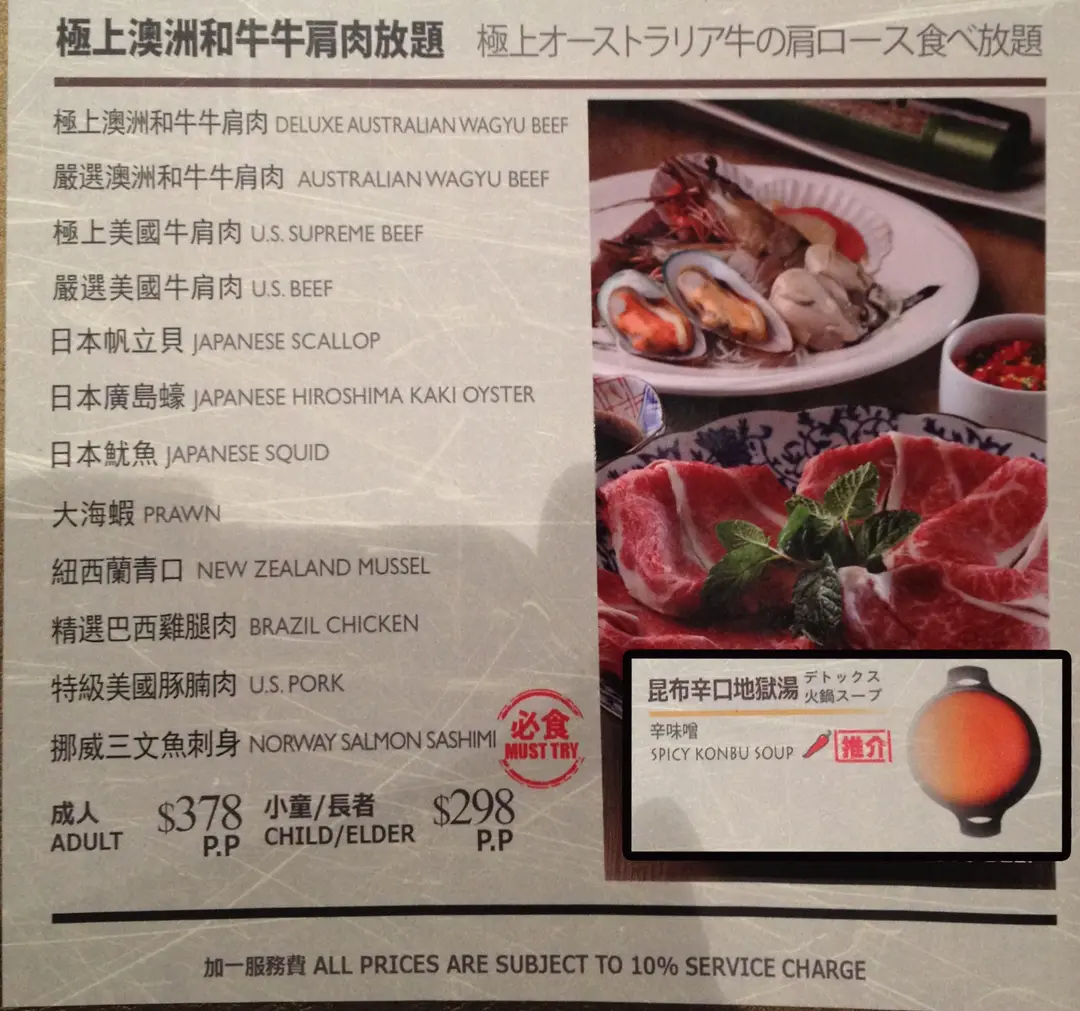 極上澳洲和牛牛肩肉放題 極上オーストラリア牛の肩ロース食べ放題
極上澳洲和牛牛肩肉 DELUXE AUSTRALIAN WAGYU BEEF
嚴選澳洲和牛牛肩肉 AUSTRALIAN WAGYU BEEF
極上美國牛肩肉 U.S. SUPREME BEEF
嚴選美國牛肩肉 U.S. BEEF
日本帆立貝 JAPANESE SCALLOP
日本廣島蠔 JAPANESE HIROSHIMA KAKI OYSTER
日本魷魚 JAPANESE SQUID
大海蝦 PRAWN
紐西蘭青口 NEW ZEALAND MUSSEL
精選巴西雞腿肉 BRAZIL CHICKEN
特級美國豚腩肉 U.S. PORK
挪威三文魚刺身 NORWAY SALMON SASHIMI
必食
MUST TRY
成人 $378 小童/長者 $298
ADULT P.P CHILD/ELDER P.P
昆布辛口地獄湯 デトックス
火鍋スープ
辛味噌
SPICY KONBU SOUP 推介
加一服務費 ALL PRICES ARE SUBJECT TO 10% SERVICE CHARGE